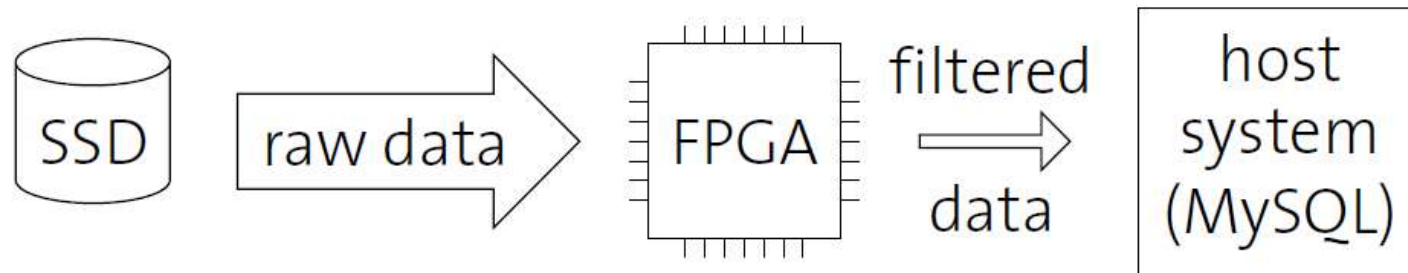 SSD
raw data
FPGA
filtered
data
host
system
(MySQL)